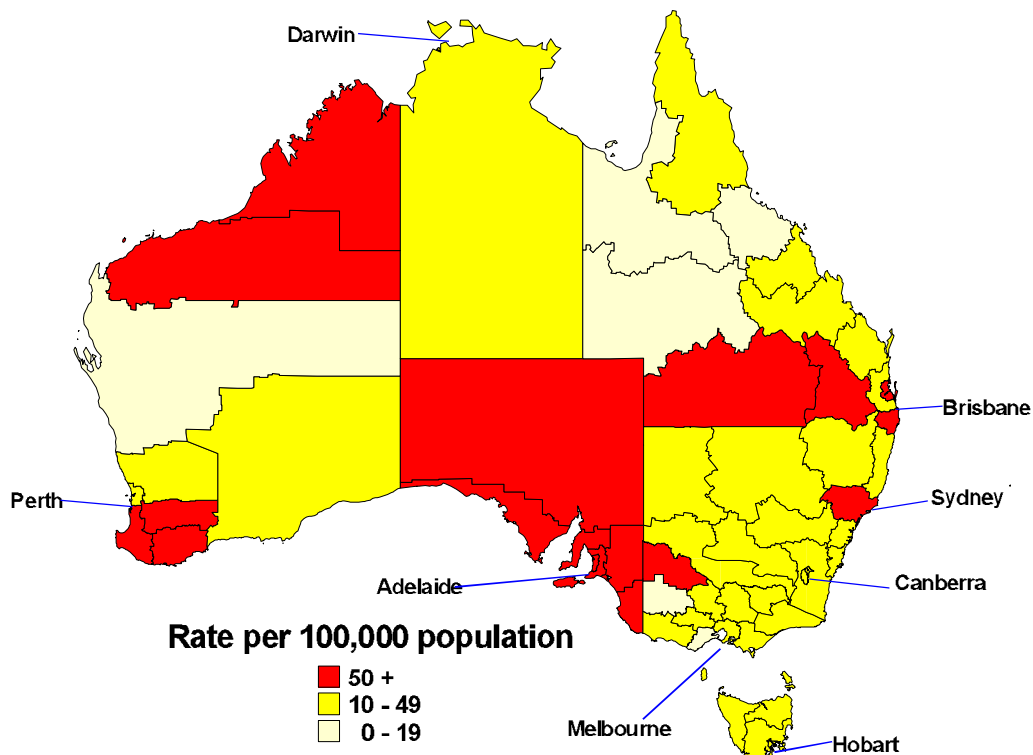 Darwin
Brisbane
Perth
Sydney
Adelaide
Canberra
Rate per 100,000 population
50 +
10 - 49
0 - 19
Melbourne
Hobart